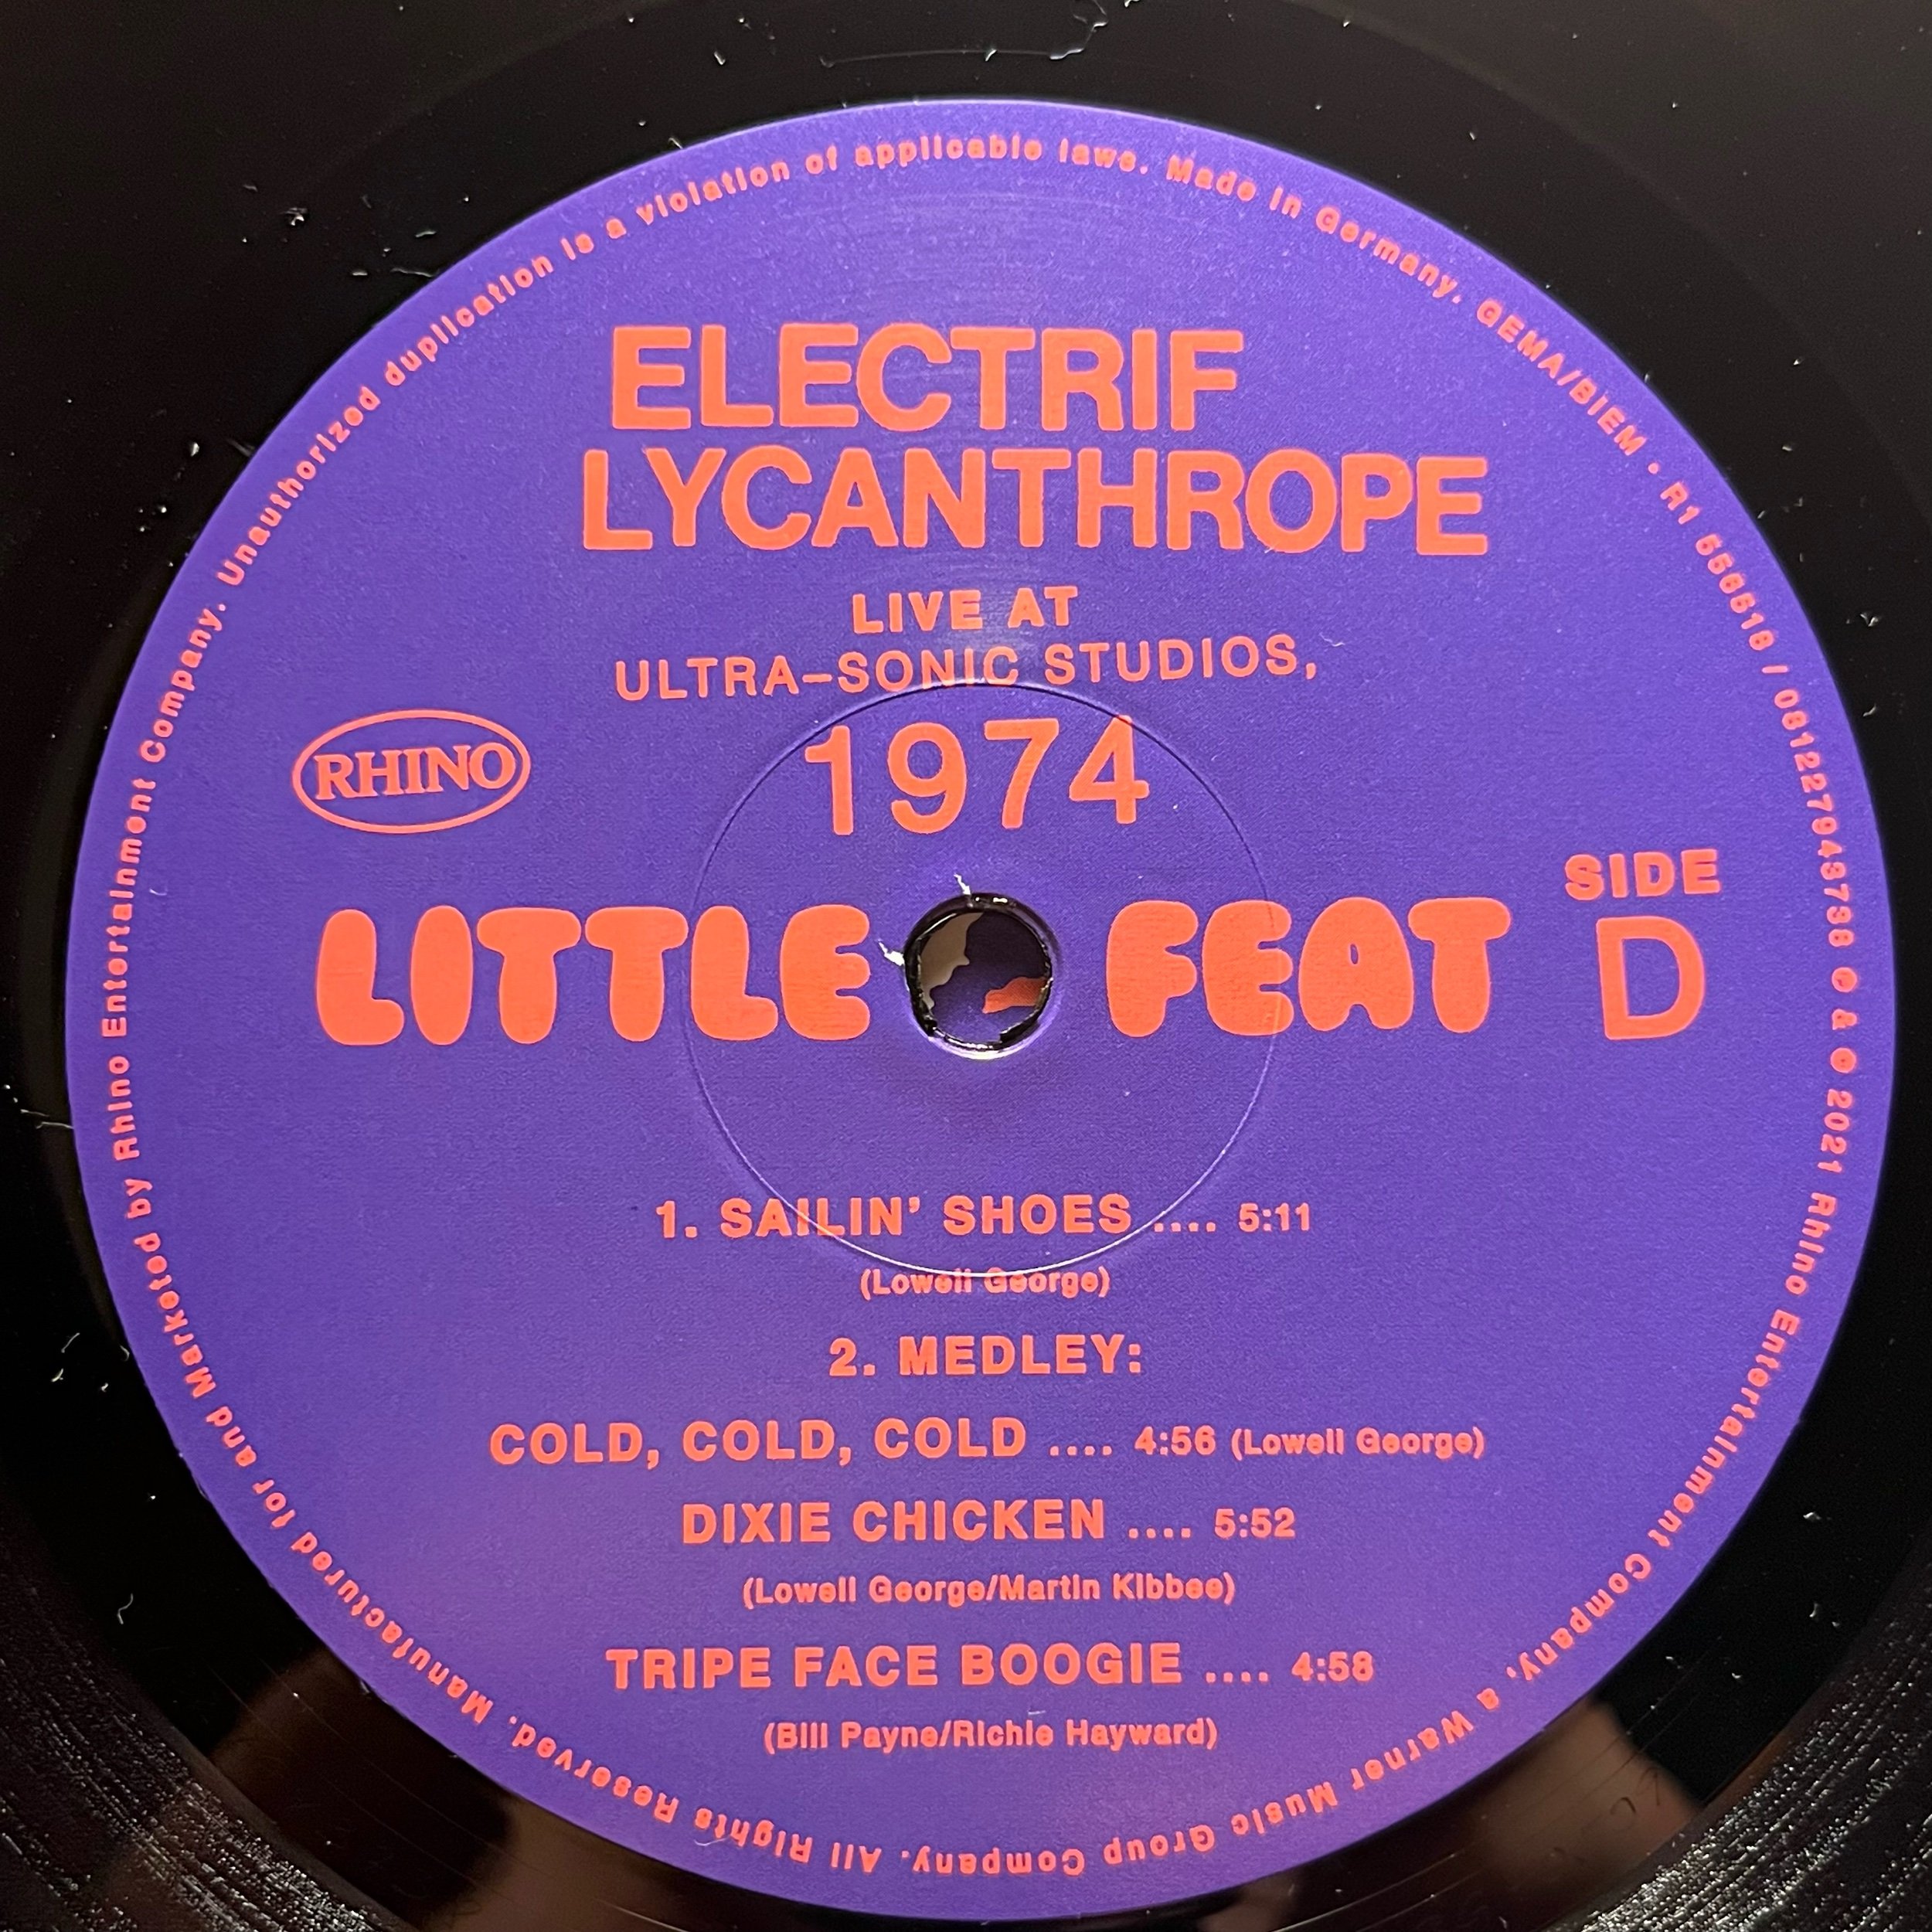 ELECTRIF
LYCANTHROPE
LIVE AT
ULTRA–SONIC STUDIOS,
1974
RHINO
LITTLE FEAT
SIDE
D
1. SAILIN’ SHOES .... 5:11
(Lowell George)
2. MEDLEY:
COLD, COLD, COLD .... 4:56 (Lowell George)
DIXIE CHICKEN .... 5:52
(Lowell George/Martin Kibbee)
TRIPE FACE BOOGIE .... 4:58
(Bill Payne/Richie Hayward)
Manufactured for and Marketed by Rhino Entertainment Company. Unauthorized duplication is a violation of applicable laws. Made in Germany. GEMA/BIEM • R1 / 081227943738 ℗ & © 2021 Rhino Entertainment Company, a Warner Music Group Company. All Rights Reserved.